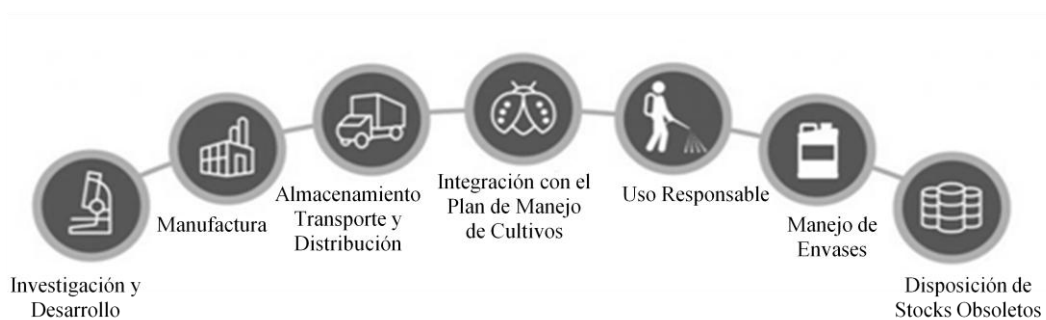 Investigación y
Desarrollo
Manufactura
Almacenamiento
Transporte y
Distribución
Integración con el
Plan de Manejo
de Cultivos
Uso Responsable
Manejo de
Envases
Disposición de
Stocks Obsoletos